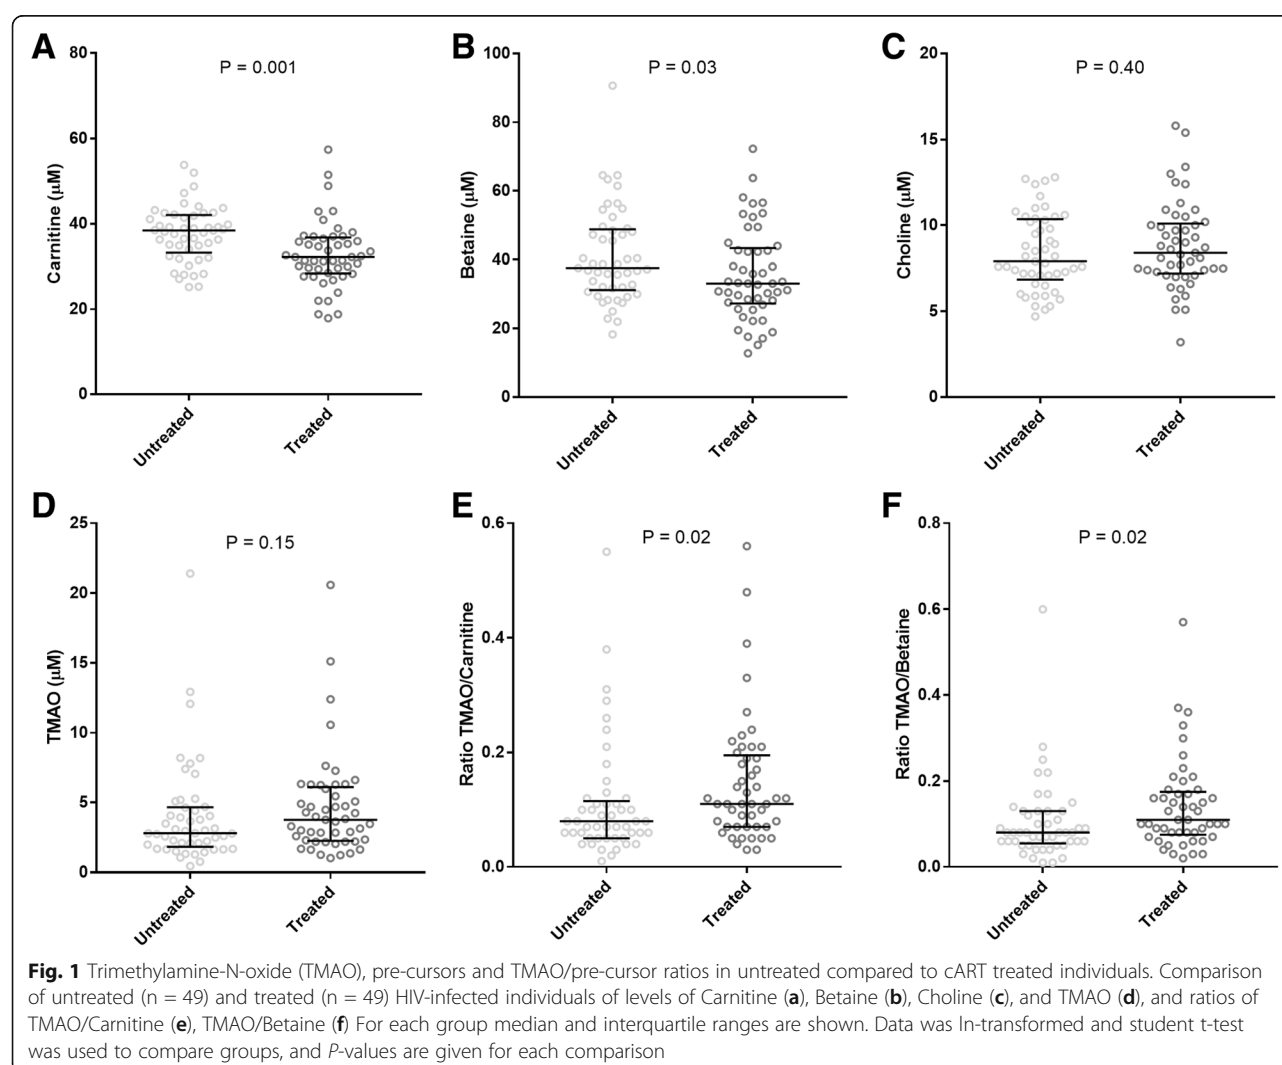 A
B
C
P = 0.001
P = 0.03
P = 0.40
Carnitine (µM)
80
60
40
20
0
Untreated
Treated
Betaine (µM)
100
80
60
40
20
0
Untreated
Treated
Choline (µM)
20
15
10
5
0
Untreated
Treated
D
E
F
P = 0.15
P = 0.02
P = 0.02
TMAO (µM)
25
20
15
10
5
0
Untreated
Treated
Ratio TMAO/Carnitine
0.6
0.4
0.2
0.0
Untreated
Treated
Ratio TMAO/Betaine
0.8
0.6
0.4
0.2
0.0
Untreated
Treated
Fig. 1 Trimethylamine-N-oxide (TMAO), pre-cursors and TMAO/pre-cursor ratios in untreated compared to cART treated individuals. Comparison
of untreated (n = 49) and treated (n = 49) HIV-infected individuals of levels of Carnitine (a), Betaine (b), Choline (c), and TMAO (d), and ratios of
TMAO/Carnitine (e), TMAO/Betaine (f) For each group median and interquartile ranges are shown. Data was ln-transformed and student t-test
was used to compare groups, and P-values are given for each comparison